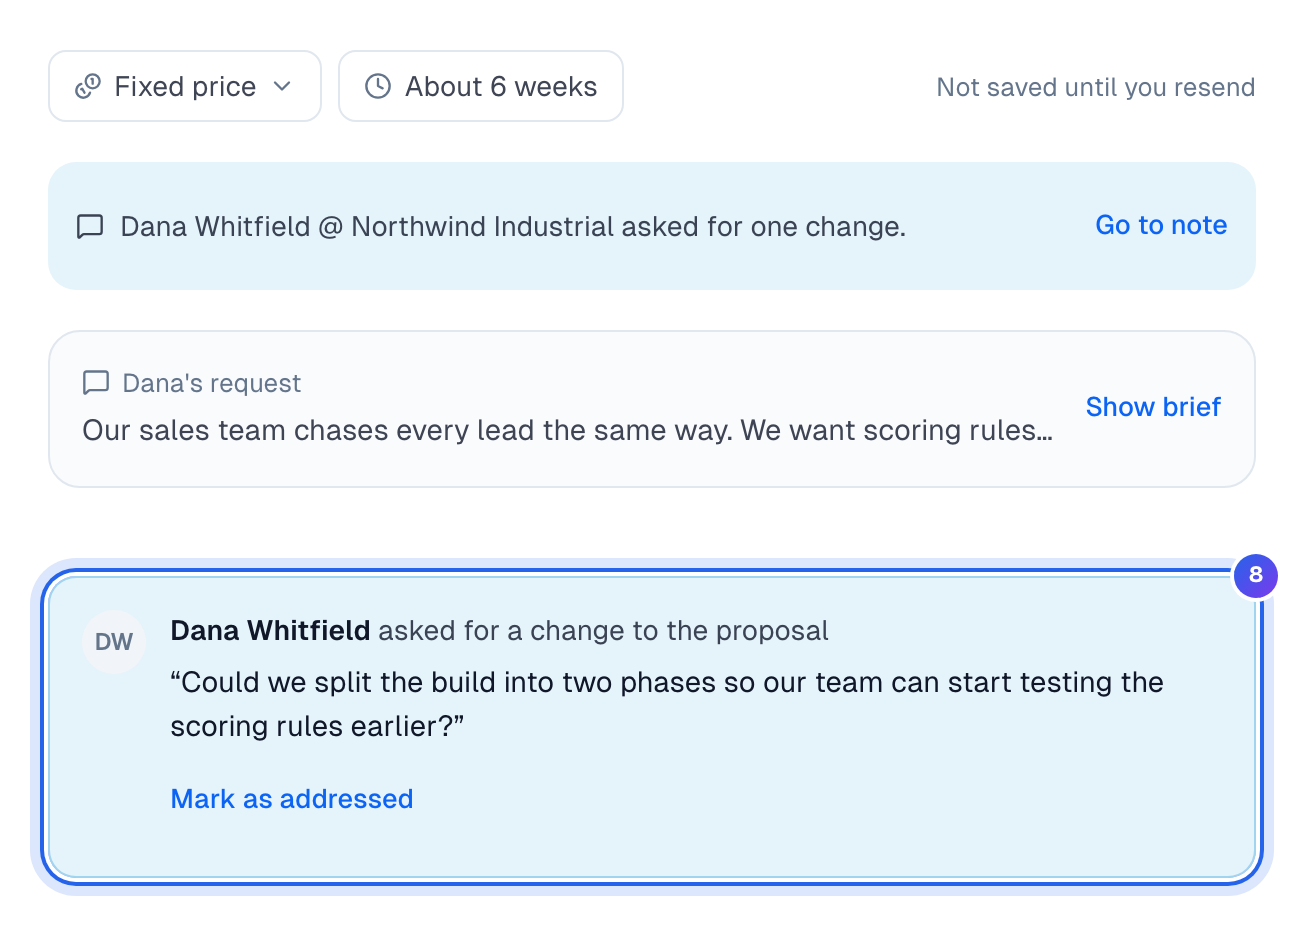 Fixed price
About 6 weeks
Not saved until you resend
Dana Whitfield @ Northwind Industrial asked for one change.
Go to note
Dana's request
Our sales team chases every lead the same way. We want scoring rules...
Show brief
8
DW
Dana Whitfield asked for a change to the proposal
“Could we split the build into two phases so our team can start testing the
scoring rules earlier?”
Mark as addressed